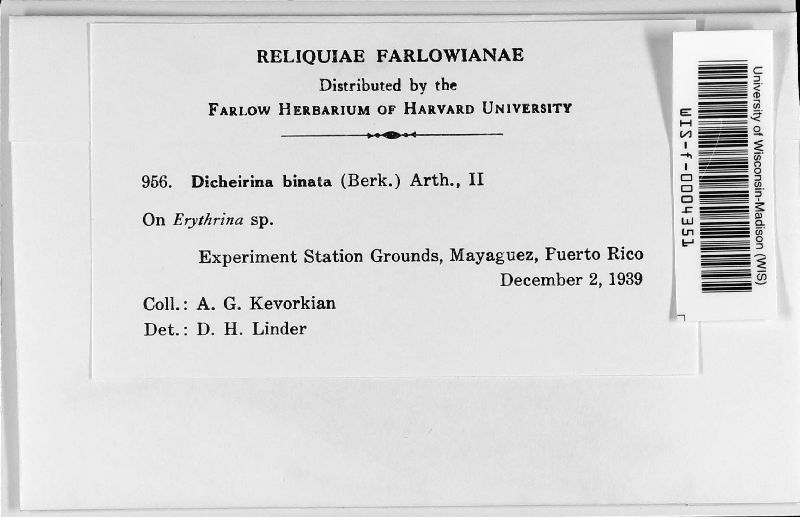 RELIQUIAE FARLOWIANAE
Distributed by the
FARLOW HERBARIUM OF HARVARD UNIVERSITY
956. Dicheirina binata (Berk.) Arth., II
On Erythrina sp.
Experiment Station Grounds, Mayaguez, Puerto Rico
December 2, 1939
Coll.: A. G. Kevorkian
Det.: D. H. Linder
University of Wisconsin-Madison (WIS)
WIS-f-0004351